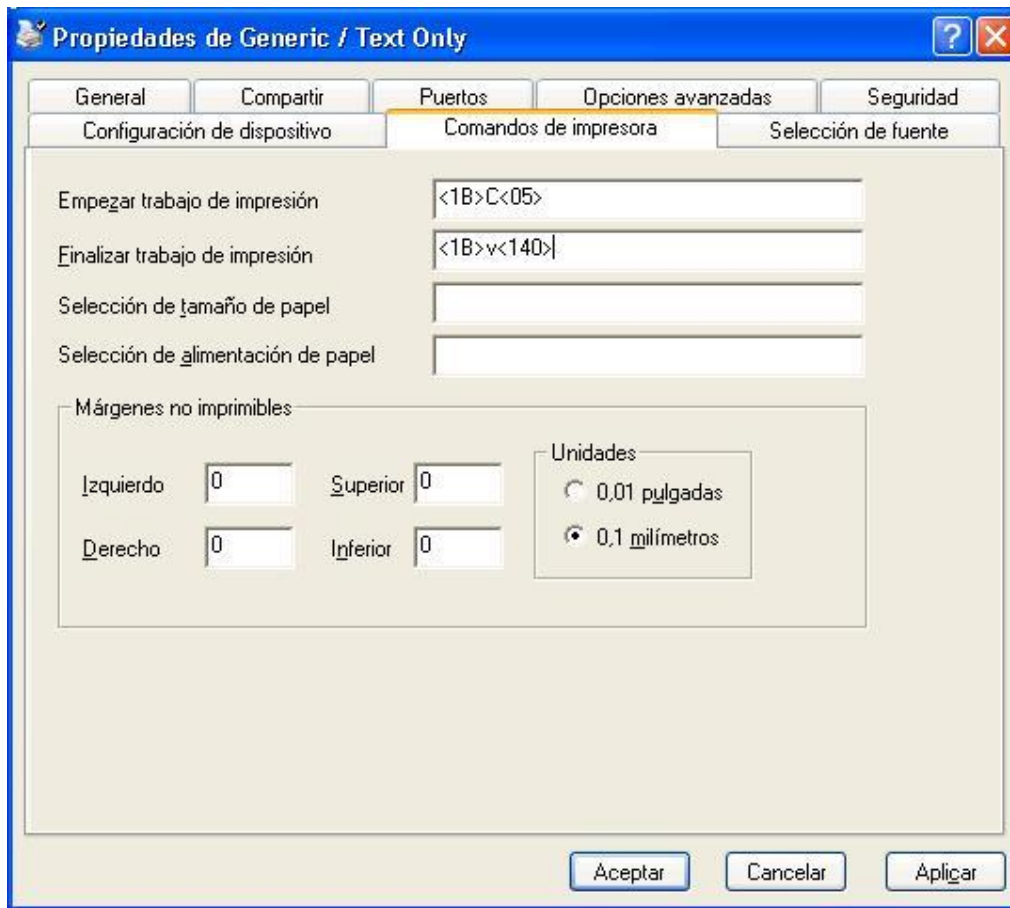 Propiedades de Generic / Text Only
?
General Compartir Puertos Opciones avanzadas Seguridad
Configuración de dispositivo Comandos de impresora Selección de fuente
Empezar trabajo de impresión <1B>C<05>
Finalizar trabajo de impresión <1B>v<140>
Selección de tamaño de papel
Selección de alimentación de papel
Márgenes no imprimibles
Unidades
Izquierdo 0 Superior 0 0,01 pulgadas
Derecho 0 Inferior 0 0,1 milímetros
Aceptar Cancelar Aplicar